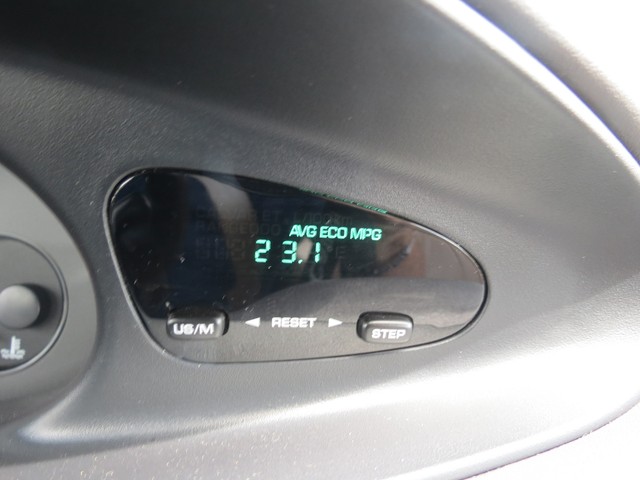 AVG ECO MPG
23.1
US/M ◄ RESET ► STEP